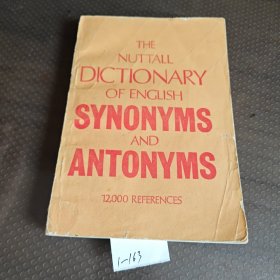 THE
NUTTALL
DICTIONARY
OF ENGLISH
SYNONYMS
AND
ANTONYMS
12,000 REFERENCES
1-163